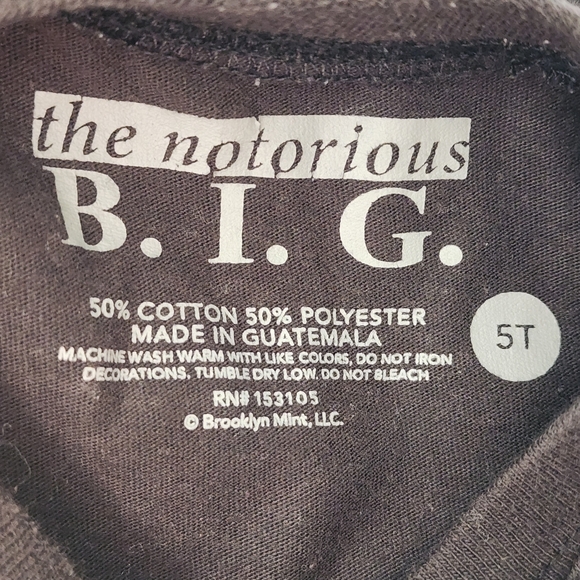 the notorious
B. I. G.
50% COTTON 50% POLYESTER
MADE IN GUATEMALA
MACHINE WASH WARM WITH LIKE COLORS, DO NOT IRON
DECORATIONS, TUMBLE DRY LOW, DO NOT BLEACH
RN# 153105
© Brooklyn Mint, LLC.
5T